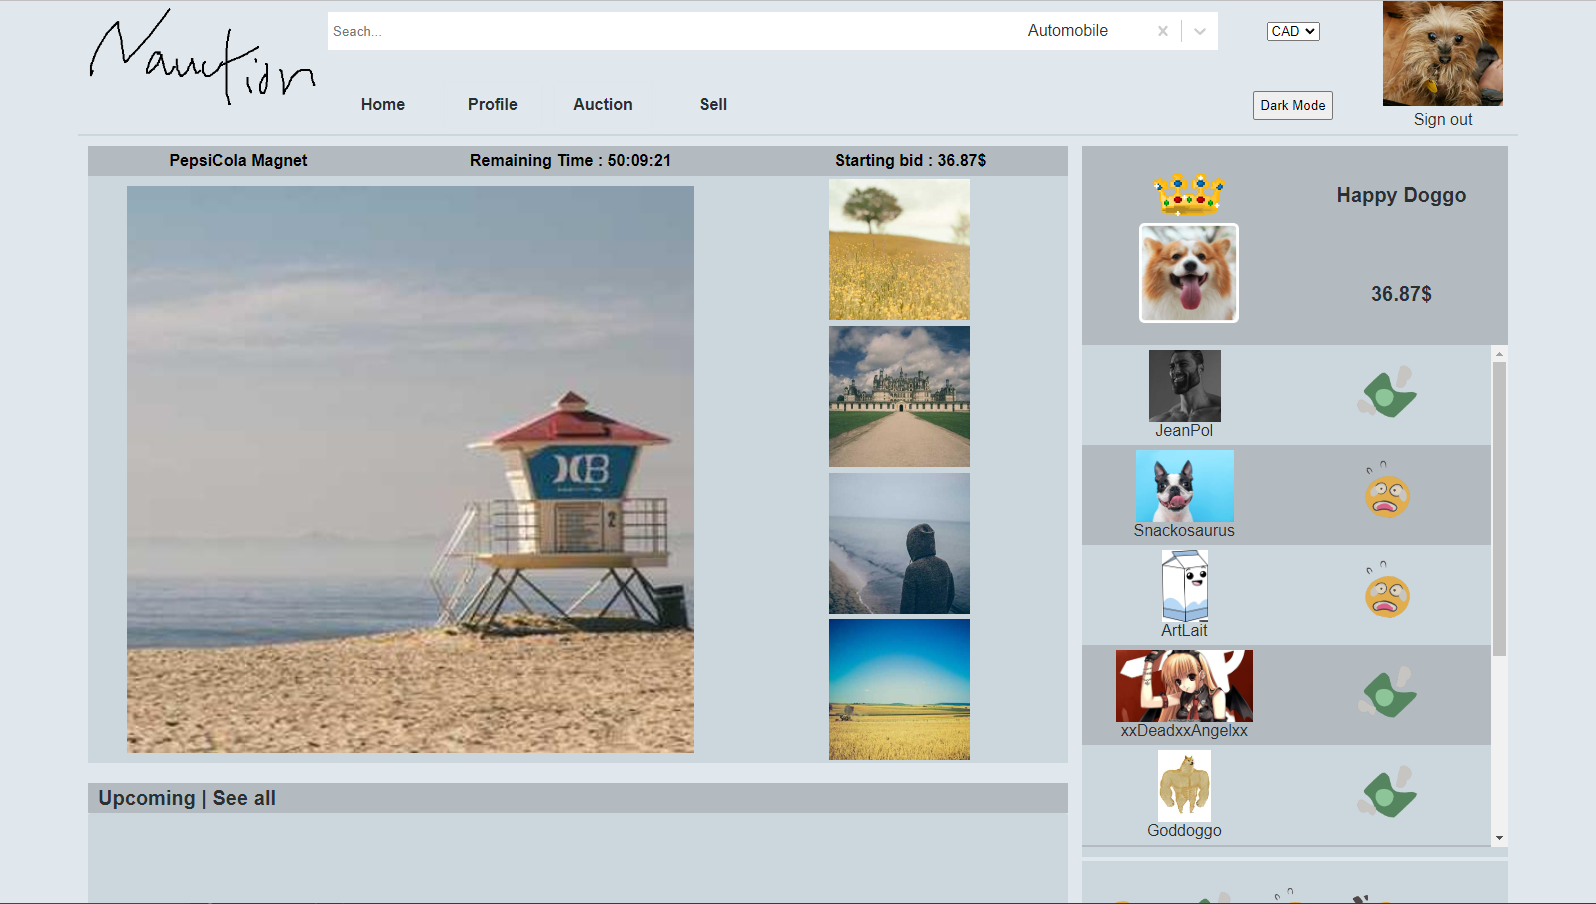 Nauction
Seach...
Automobile
CAD
Home
Profile
Auction
Sell
Dark Mode
Sign out
PepsiCola Magnet
Remaining Time : 50:09:21
Starting bid : 36.87$
2
Happy Doggo
36.87$
JeanPol
Snackosaurus
ArtLait
xxDeadxxAngelxx
Goddoggo
Upcoming | See all